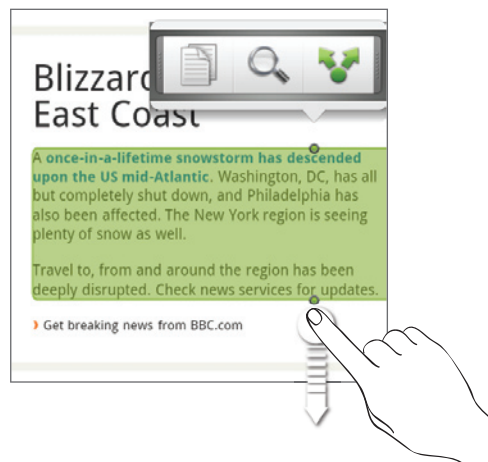 Blizzard
East Coast
A once-in-a-lifetime snowstorm has descended
upon the US mid-Atlantic. Washington, DC, has all
but completely shut down, and Philadelphia has
also been affected. The New York region is seeing
plenty of snow as well.
Travel to, from and around the region has been
deeply disrupted. Check news services for updates.
Get breaking news from BBC.com